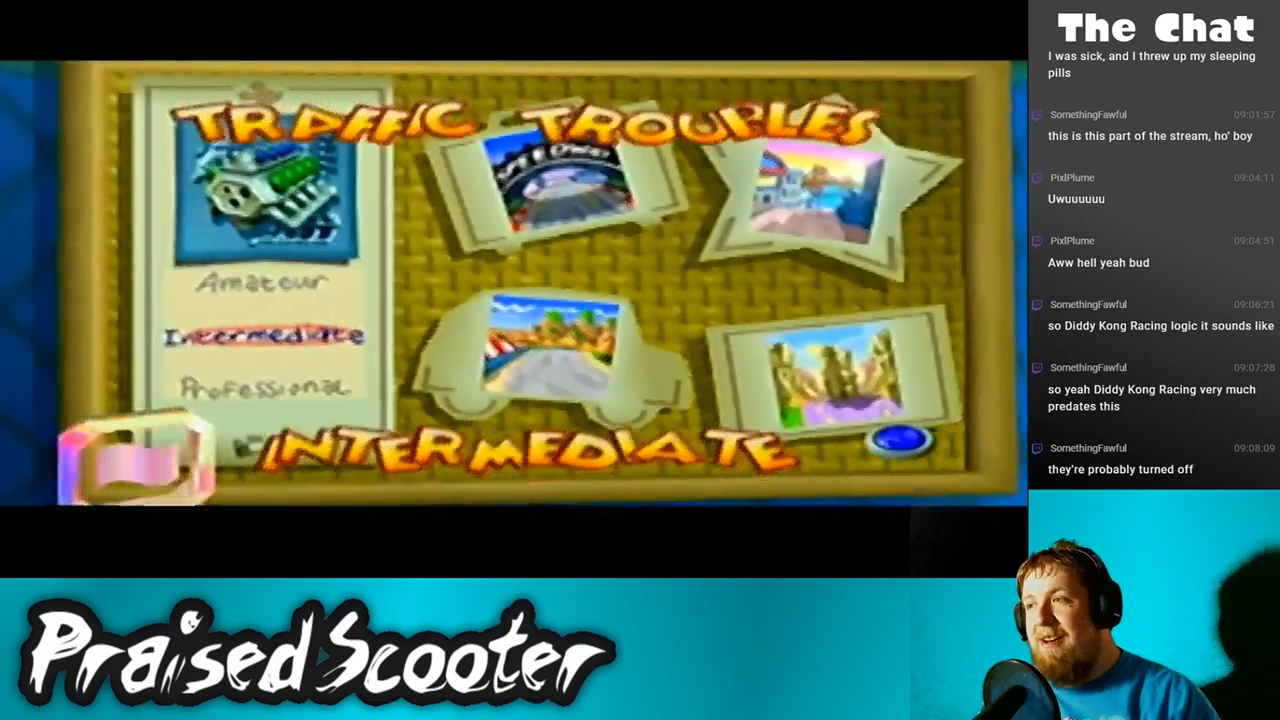 TRAFFIC TROUBLES
Amateur
Intermediate
Professional
INTERMEDIATE
PraisedScooter
The Chat
I was sick, and I threw up my sleeping
pills
SomethingFawful 09:01:57
this is this part of the stream, ho' boy
PixlPlume 09:04:11
Uwuuuuuu
PixlPlume 09:04:51
Aww hell yeah bud
SomethingFawful 09:06:21
so Diddy Kong Racing logic it sounds like
SomethingFawful 09:07:28
so yeah Diddy Kong Racing very much
predates this
SomethingFawful 09:08:09
they're probably turned off